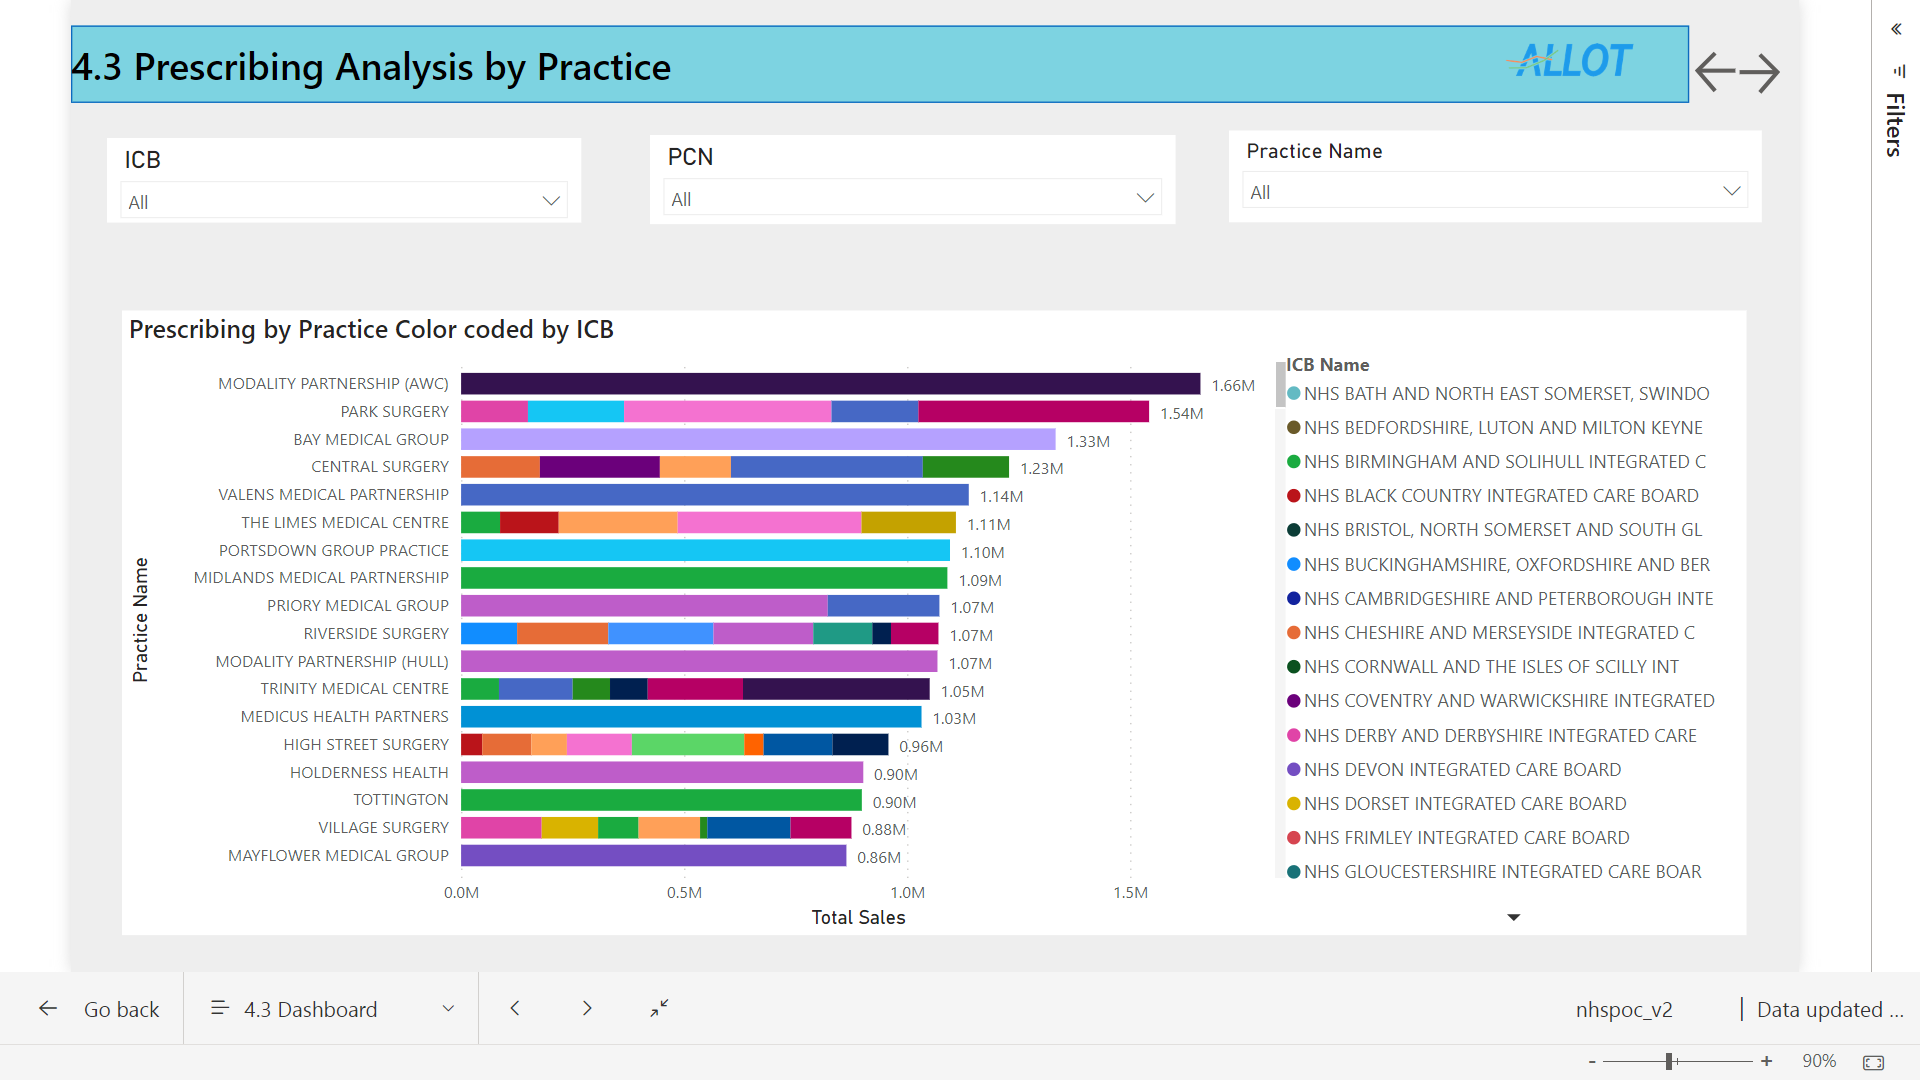 4.3 Prescribing Analysis by Practice
ALLOT
Filters
ICB
All
PCN
All
Practice Name
All
Prescribing by Practice Color coded by ICB
Practice Name
MODALITY PARTNERSHIP (AWC) 1.66M
PARK SURGERY 1.54M
BAY MEDICAL GROUP 1.33M
CENTRAL SURGERY 1.23M
VALENS MEDICAL PARTNERSHIP 1.14M
THE LIMES MEDICAL CENTRE 1.11M
PORTSDOWN GROUP PRACTICE 1.10M
MIDLANDS MEDICAL PARTNERSHIP 1.09M
PRIORY MEDICAL GROUP 1.07M
RIVERSIDE SURGERY 1.07M
MODALITY PARTNERSHIP (HULL) 1.07M
TRINITY MEDICAL CENTRE 1.05M
MEDICUS HEALTH PARTNERS 1.03M
HIGH STREET SURGERY 0.96M
HOLDERNESS HEALTH 0.90M
TOTTINGTON 0.90M
VILLAGE SURGERY 0.88M
MAYFLOWER MEDICAL GROUP 0.86M
0.0M 0.5M 1.0M 1.5M
Total Sales
ICB Name
NHS BATH AND NORTH EAST SOMERSET, SWINDO
NHS BEDFORDSHIRE, LUTON AND MILTON KEYNE
NHS BIRMINGHAM AND SOLIHULL INTEGRATED C
NHS BLACK COUNTRY INTEGRATED CARE BOARD
NHS BRISTOL, NORTH SOMERSET AND SOUTH GL
NHS BUCKINGHAMSHIRE, OXFORDSHIRE AND BER
NHS CAMBRIDGESHIRE AND PETERBOROUGH INTE
NHS CHESHIRE AND MERSEYSIDE INTEGRATED C
NHS CORNWALL AND THE ISLES OF SCILLY INT
NHS COVENTRY AND WARWICKSHIRE INTEGRATED
NHS DERBY AND DERBYSHIRE INTEGRATED CARE
NHS DEVON INTEGRATED CARE BOARD
NHS DORSET INTEGRATED CARE BOARD
NHS FRIMLEY INTEGRATED CARE BOARD
NHS GLOUCESTERSHIRE INTEGRATED CARE BOAR
Go back
4.3 Dashboard
nhspoc_v2
Data updated ...
- + 90%